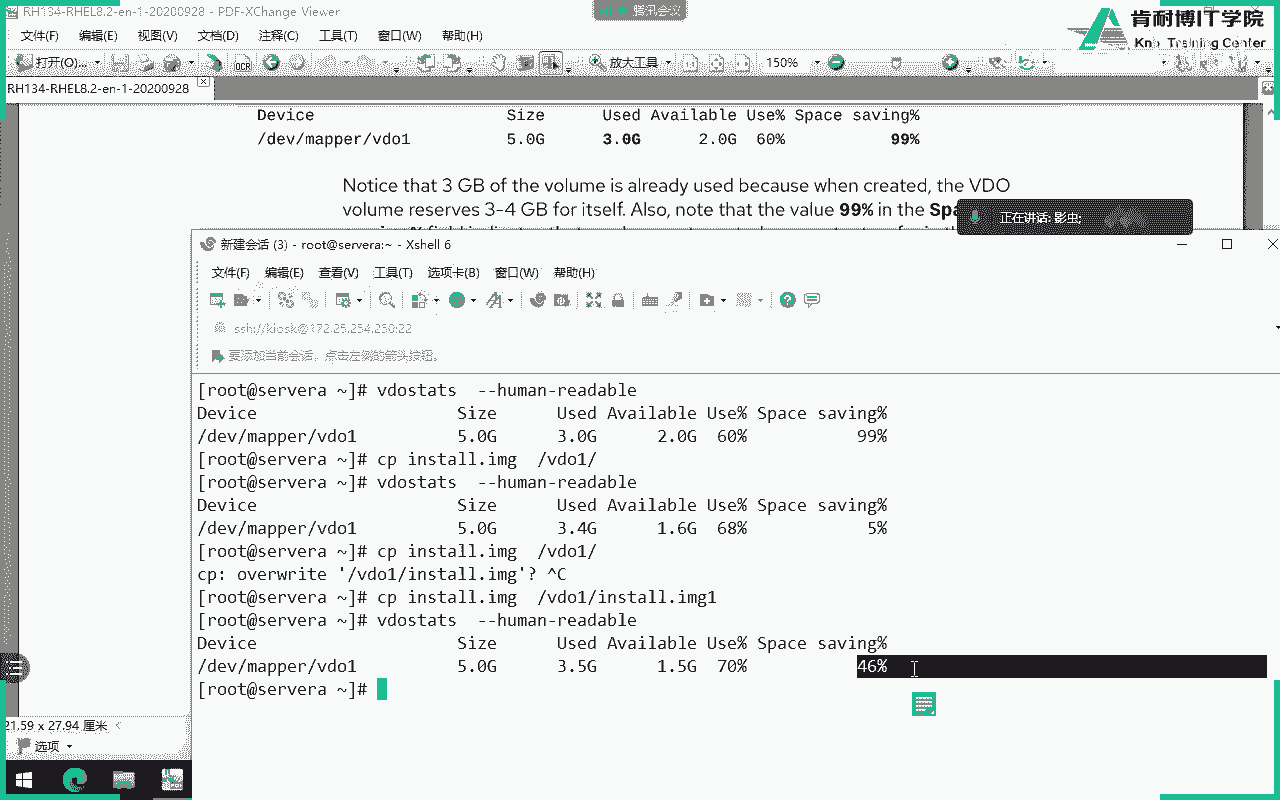 RH134-RHEL8.2-en-1-20200928 - PDF-XChange Viewer
腾讯会议
肯耐博IT学院
Training Center
文件(F) 编辑(E) 视图(V) 文档(D) 注释(C) 工具(T) 窗口(W) 帮助(H)
打开(O)... OCR 放大工具 150%
RH134-RHEL8.2-en-1-20200928
Device Size Used Available Use% Space saving%
/dev/mapper/vdo1 5.0G 3.0G 2.0G 60% 99%
Notice that 3 GB of the volume is already used because when created, the VDO
volume reserves 3-4 GB for itself. Also, note that the value 99% in the
正在讲话: 影虫;
新建会话 (3) - root@servera:~ - Xshell 6
文件(F) 编辑(E) 查看(V) 工具(T) 选项卡(B) 窗口(W) 帮助(H)
ssh://kiosk@172.25.254.250:22
要添加当前会话，点击左侧的箭头按钮。
[root@servera ~]# vdostats  --human-readable
Device Size Used Available Use% Space saving%
/dev/mapper/vdo1 5.0G 3.0G 2.0G 60% 99%
[root@servera ~]# cp install.img  /vdo1/
[root@servera ~]# vdostats  --human-readable
Device Size Used Available Use% Space saving%
/dev/mapper/vdo1 5.0G 3.4G 1.6G 68% 5%
[root@servera ~]# cp install.img  /vdo1/
cp: overwrite '/vdo1/install.img'? ^C
[root@servera ~]# cp install.img  /vdo1/install.img1
[root@servera ~]# vdostats  --human-readable
Device Size Used Available Use% Space saving%
/dev/mapper/vdo1 5.0G 3.5G 1.5G 70% 46%
[root@servera ~]#
21.59 x 27.94 厘米
选项